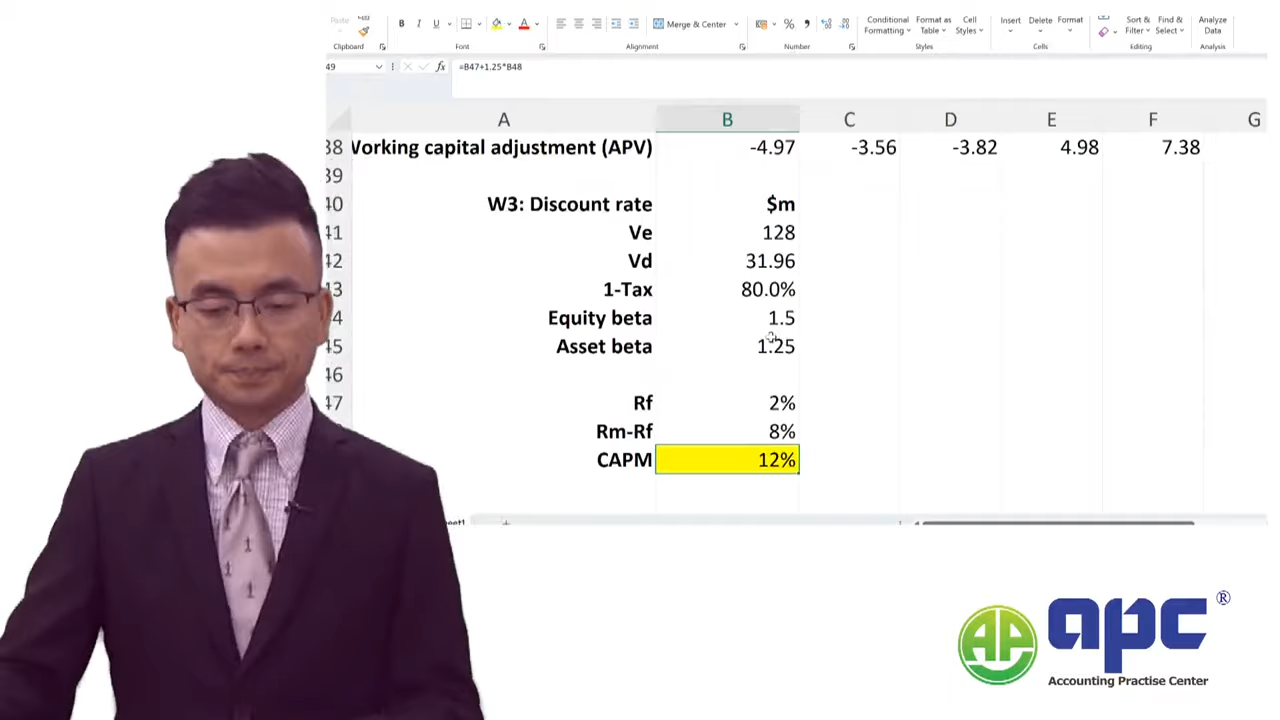 Paste
B I U
A
Merge & Center
%
Conditional Formatting
Format as Table
Cell Styles
Insert
Delete
Format
Sort & Filter
Find & Select
Analyze Data
Clipboard
Font
Alignment
Number
Styles
Cells
Editing
Analysis
49 fx =B47+1.25*B48
A B C D E F G
38 Working capital adjustment (APV) -4.97 -3.56 -3.82 4.98 7.38
39
40 W3: Discount rate $m
41 Ve 128
42 Vd 31.96
43 1-Tax 80.0%
44 Equity beta 1.5
45 Asset beta 1.25
46
47 Rf 2%
Rm-Rf 8%
CAPM 12%
AP apc ®
Accounting Practise Center